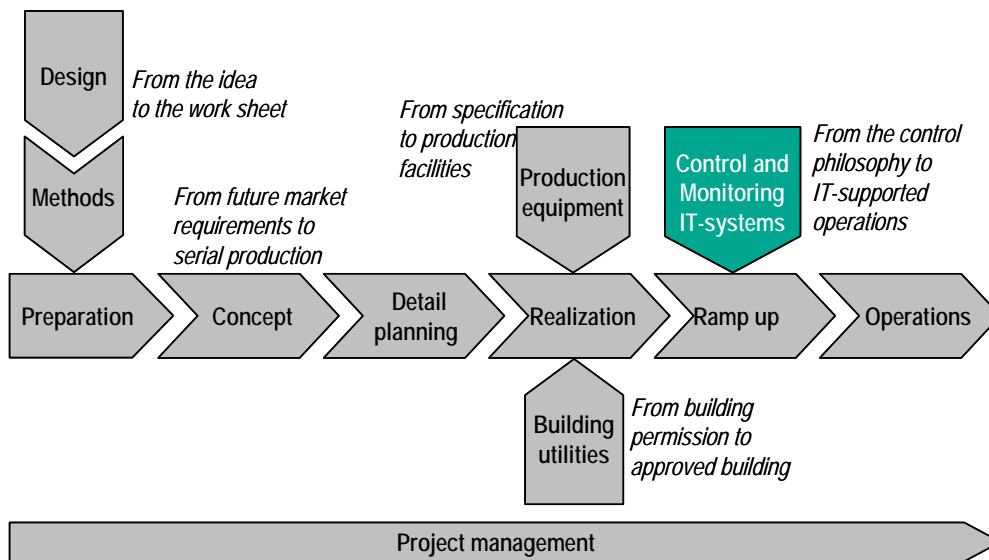 Design
From the idea
to the work sheet
Methods
From future market
requirements to
serial production
From specification
to production
facilities
Production
equipment
Control and
Monitoring
IT-systems
From the control
philosophy to
IT-supported
operations
Preparation
Concept
Detail
planning
Realization
Ramp up
Operations
Building
utilities
From building
permission to
approved building
Project management